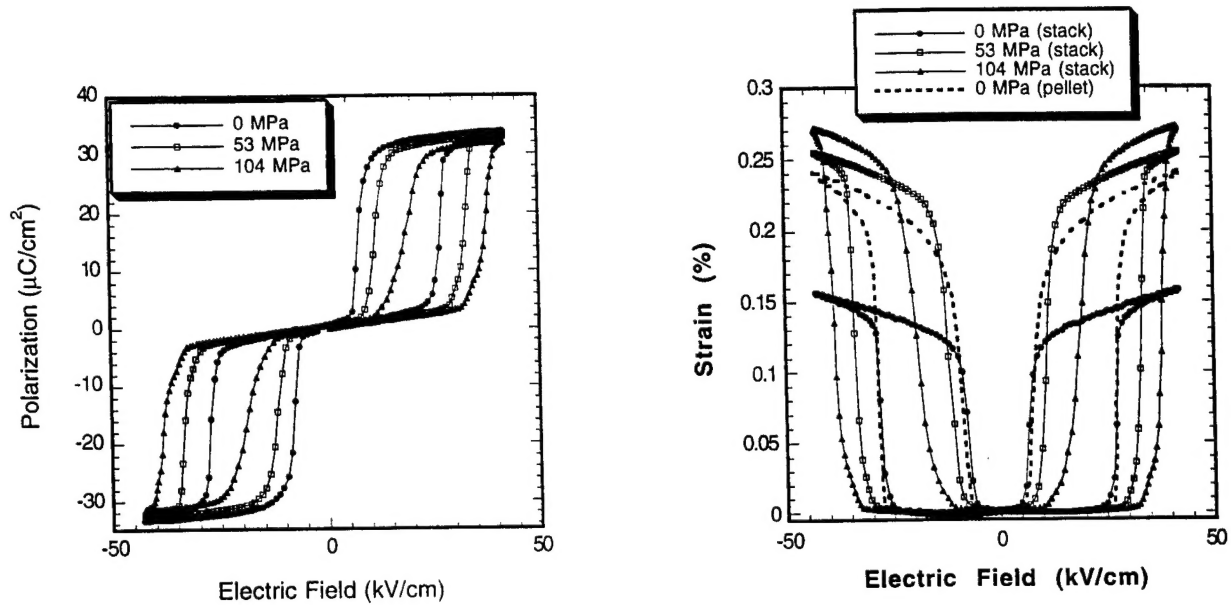 40
30
20
10
0
-10
-20
-30
-50
0
50
Polarization (μC/cm²)
Electric Field (kV/cm)
0 MPa
53 MPa
104 MPa
0 MPa (stack)
53 MPa (stack)
104 MPa (stack)
0 MPa (pellet)
0.3
0.25
0.2
0.15
0.1
0.05
0
-50
0
50
Strain (%)
Electric Field (kV/cm)